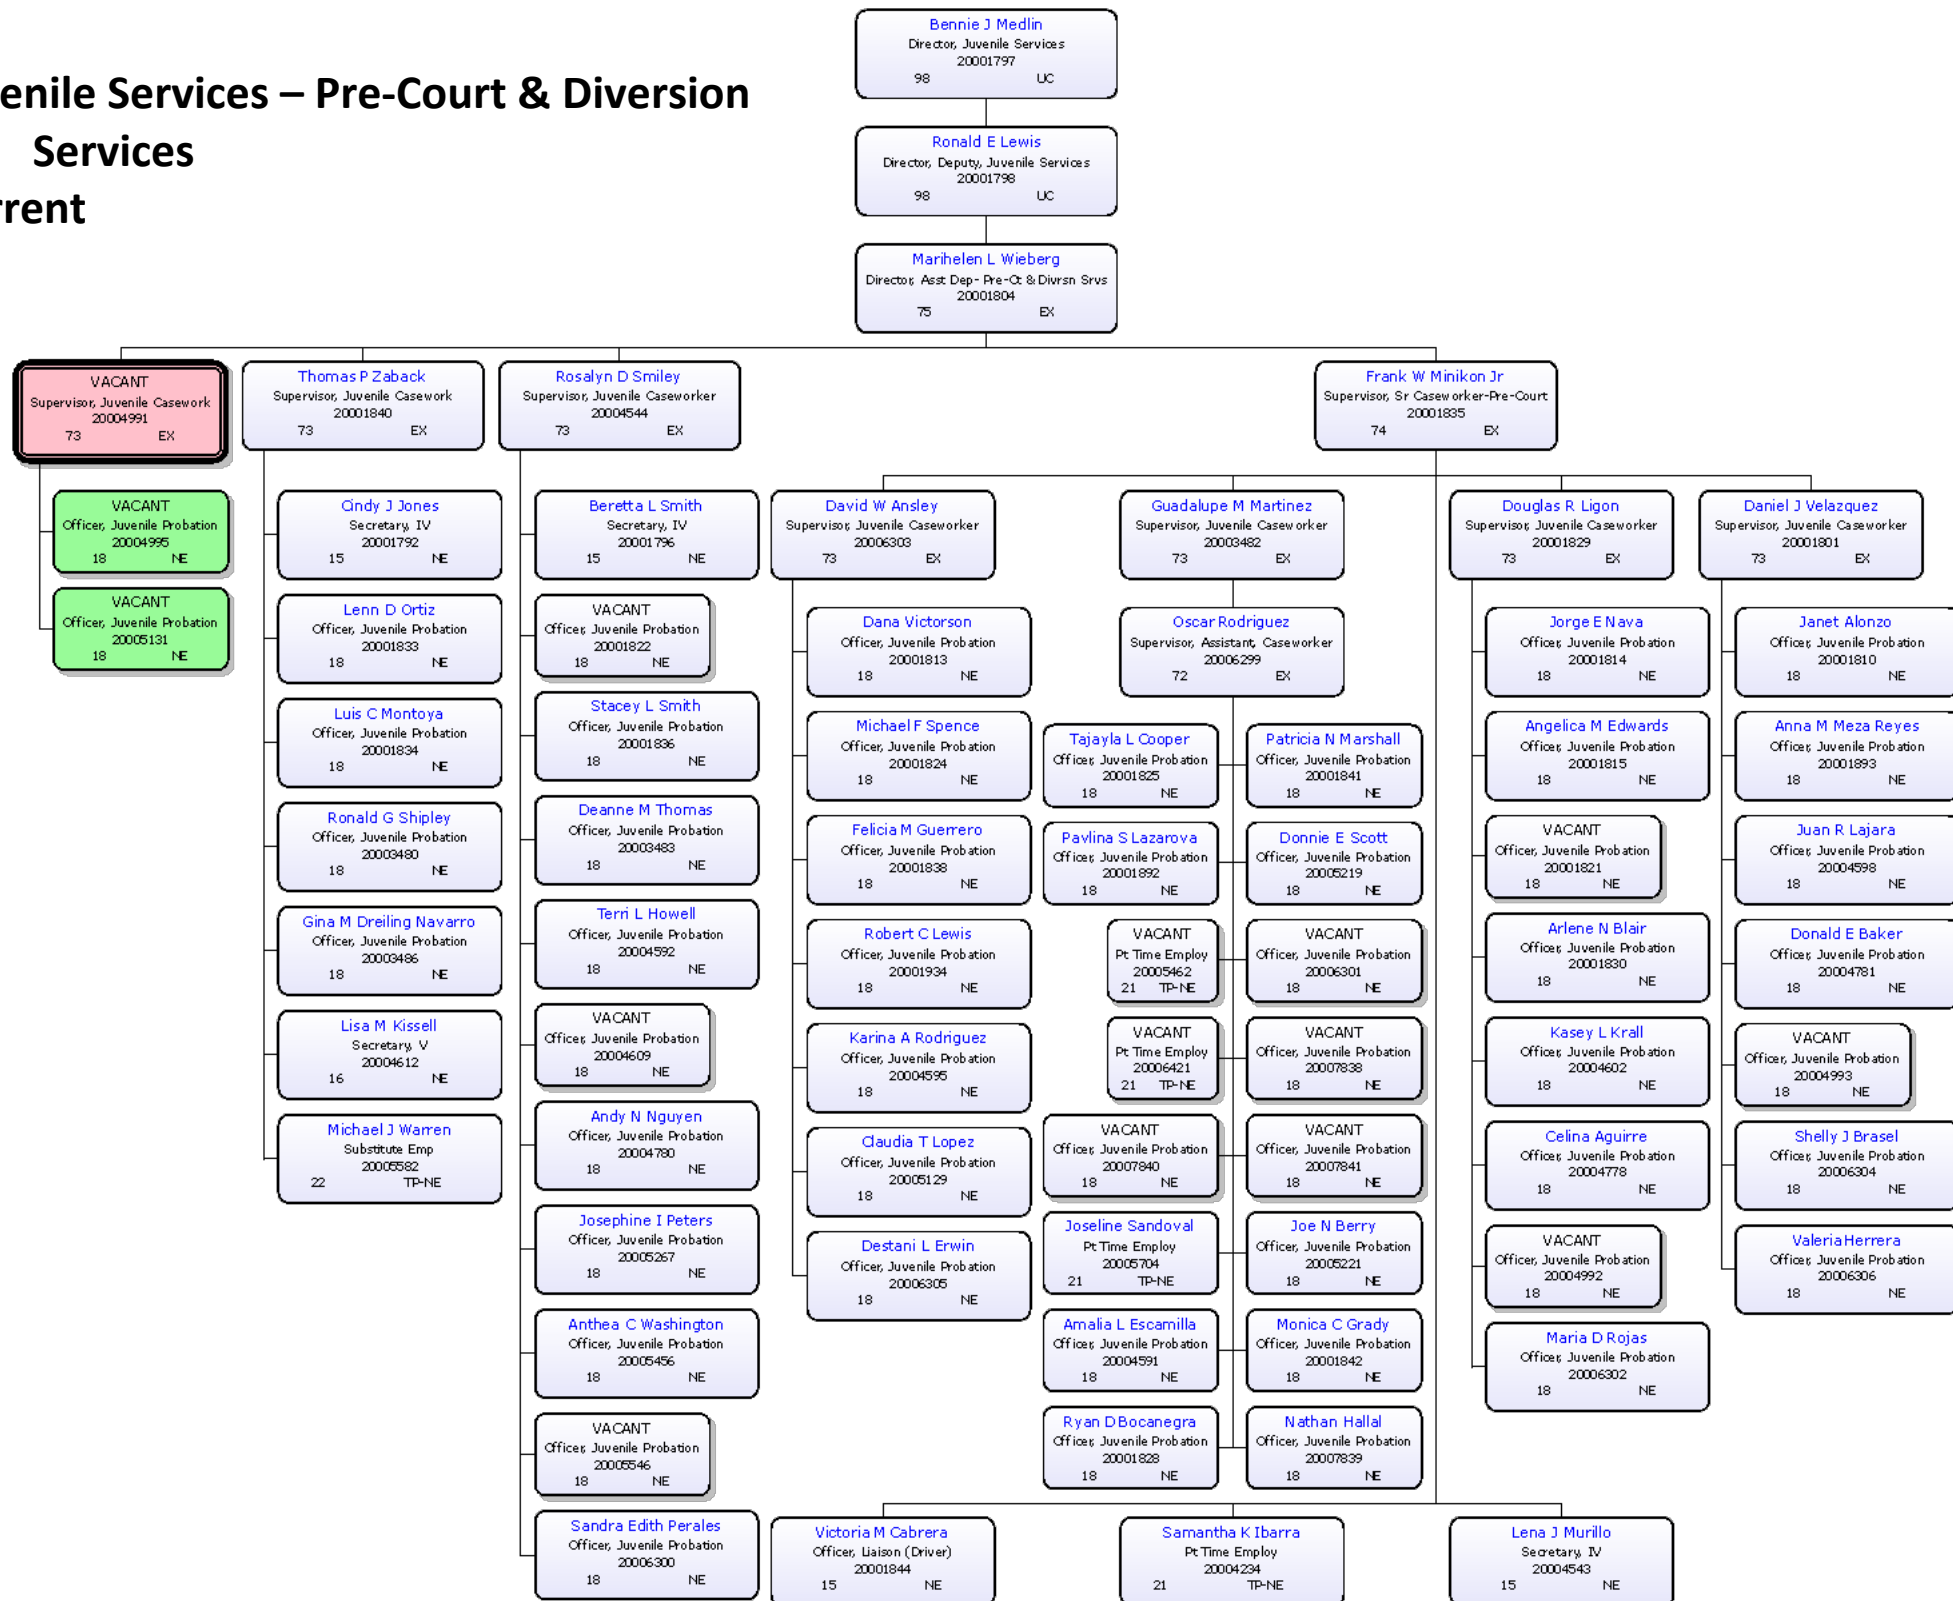 enile Services – Pre-Court & Diversion
Services
rrent
Bennie J Medlin
Director, Juvenile Services
20001797
98 UC
Ronald E Lewis
Director, Deputy, Juvenile Services
20001798
98 UC
Marihelen L Wieberg
Director, Asst Dep- Pre-Ct & Divrsn Srvs
20001804
75 EX
VACANT
Supervisor, Juvenile Casework
20004991
73 EX
VACANT
Officer, Juvenile Probation
20004995
18 NE
VACANT
Officer, Juvenile Probation
20005131
18 NE
Thomas P Zaback
Supervisor, Juvenile Casework
20001840
73 EX
Cindy J Jones
Secretary, IV
20001792
15 NE
Lenn D Ortiz
Officer, Juvenile Probation
20001833
18 NE
Luis C Montoya
Officer, Juvenile Probation
20001834
18 NE
Ronald G Shipley
Officer, Juvenile Probation
20003480
18 NE
Gina M Dreiling Navarro
Officer, Juvenile Probation
20003486
18 NE
Lisa M Kissell
Secretary, V
20004612
16 NE
Michael J Warren
Substitute Emp
20005582
22 TP-NE
Rosalyn D Smiley
Supervisor, Juvenile Caseworker
20004544
73 EX
Beretta L Smith
Secretary, IV
20001796
15 NE
VACANT
Officer, Juvenile Probation
20001822
18 NE
Stacey L Smith
Officer, Juvenile Probation
20001836
18 NE
Deanne M Thomas
Officer, Juvenile Probation
20003483
18 NE
Terri L Howell
Officer, Juvenile Probation
20004592
18 NE
VACANT
Officer, Juvenile Probation
20004609
18 NE
Andy N Nguyen
Officer, Juvenile Probation
20004780
18 NE
Josephine I Peters
Officer, Juvenile Probation
20005267
18 NE
Anthea C Washington
Officer, Juvenile Probation
20005456
18 NE
VACANT
Officer, Juvenile Probation
20005546
18 NE
Sandra Edith Perales
Officer, Juvenile Probation
20006300
18 NE
Frank W Minikon Jr
Supervisor, Sr Caseworker-Pre-Court
20001835
74 EX
David W Ansley
Supervisor, Juvenile Caseworker
20006303
73 EX
Dana Victorson
Officer, Juvenile Probation
20001813
18 NE
Michael F Spence
Officer, Juvenile Probation
20001824
18 NE
Felicia M Guerrero
Officer, Juvenile Probation
20001838
18 NE
Robert C Lewis
Officer, Juvenile Probation
20001934
18 NE
Karina A Rodriguez
Officer, Juvenile Probation
20004595
18 NE
Claudia T Lopez
Officer, Juvenile Probation
20005129
18 NE
Destani L Erwin
Officer, Juvenile Probation
20006305
18 NE
Guadalupe M Martinez
Supervisor, Juvenile Caseworker
20003482
73 EX
Oscar Rodriguez
Supervisor, Assistant, Caseworker
20006299
72 EX
Tajayla L Cooper
Officer, Juvenile Probation
20001825
18 NE
Patricia N Marshall
Officer, Juvenile Probation
20001841
18 NE
Pavlina S Lazarova
Officer, Juvenile Probation
20001892
18 NE
Donnie E Scott
Officer, Juvenile Probation
20005219
18 NE
VACANT
Pt Time Employ
20005462
21 TP-NE
VACANT
Officer, Juvenile Probation
20006301
18 NE
VACANT
Pt Time Employ
20006421
21 TP-NE
VACANT
Officer, Juvenile Probation
20007838
18 NE
VACANT
Officer, Juvenile Probation
20007840
18 NE
VACANT
Officer, Juvenile Probation
20007841
18 NE
Joseline Sandoval
Pt Time Employ
20005704
21 TP-NE
Joe N Berry
Officer, Juvenile Probation
20005221
18 NE
Amalia L Escamilla
Officer, Juvenile Probation
20004591
18 NE
Monica C Grady
Officer, Juvenile Probation
20001842
18 NE
Ryan D Bocanegra
Officer, Juvenile Probation
20001828
18 NE
Nathan Hallal
Officer, Juvenile Probation
20007839
18 NE
Douglas R Ligon
Supervisor, Juvenile Caseworker
20001829
73 EX
Jorge E Nava
Officer, Juvenile Probation
20001814
18 NE
Angelica M Edwards
Officer, Juvenile Probation
20001815
18 NE
VACANT
Officer, Juvenile Probation
20001821
18 NE
Arlene N Blair
Officer, Juvenile Probation
20001830
18 NE
Kasey L Krall
Officer, Juvenile Probation
20004602
18 NE
Celina Aguirre
Officer, Juvenile Probation
20004778
18 NE
VACANT
Officer, Juvenile Probation
20004992
18 NE
Maria D Rojas
Officer, Juvenile Probation
20006302
18 NE
Daniel J Velazquez
Supervisor, Juvenile Caseworker
20001801
73 EX
Janet Alonzo
Officer, Juvenile Probation
20001810
18 NE
Anna M Meza Reyes
Officer, Juvenile Probation
20001893
18 NE
Juan R Lajara
Officer, Juvenile Probation
20004598
18 NE
Donald E Baker
Officer, Juvenile Probation
20004781
18 NE
VACANT
Officer, Juvenile Probation
20004993
18 NE
Shelly J Brasel
Officer, Juvenile Probation
20006304
18 NE
Valeria Herrera
Officer, Juvenile Probation
20006306
18 NE
Victoria M Cabrera
Officer, Liaison (Driver)
20001844
15 NE
Samantha K Ibarra
Pt Time Employ
20004234
21 TP-NE
Lena J Murillo
Secretary, IV
20004543
15 NE